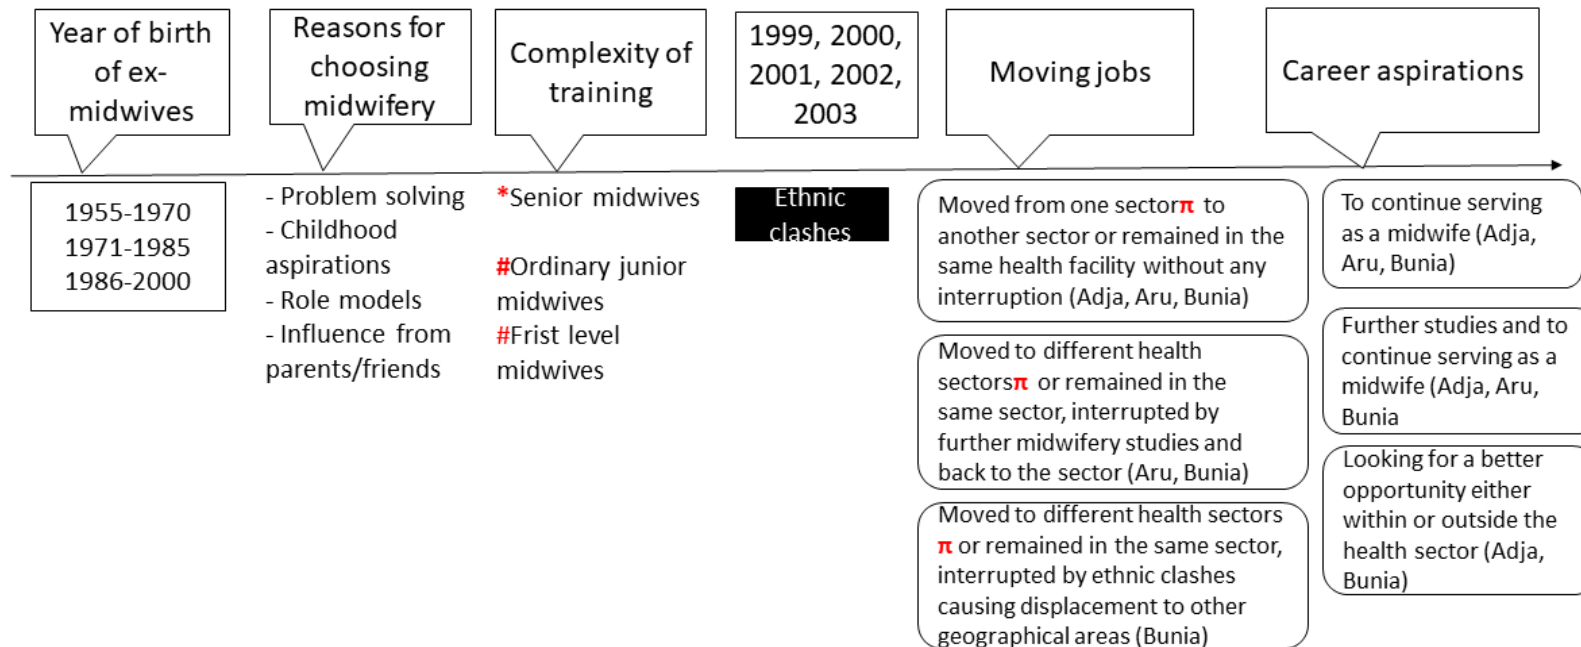 Year of birth
of ex-
midwives
Reasons for
choosing
midwifery
Complexity of
training
1999, 2000,
2001, 2002,
2003
Moving jobs
Career aspirations
1955-1970
1971-1985
1986-2000
- Problem solving
- Childhood
aspirations
- Role models
- Influence from
parents/friends
*Senior midwives
#Ordinary junior
midwives
#Frist level
midwives
Ethnic
clashes
Moved from one sectorπ to
another sector or remained in the
same health facility without any
interruption (Adja, Aru, Bunia)
Moved to different health
sectorsπ or remained in the
same sector, interrupted by
further midwifery studies and
back to the sector (Aru, Bunia)
Moved to different health sectors
π or remained in the same sector,
interrupted by ethnic clashes
causing displacement to other
geographical areas (Bunia)
To continue serving
as a midwife (Adja,
Aru, Bunia)
Further studies and to
continue serving as a
midwife (Adja, Aru,
Bunia
Looking for a better
opportunity either
within or outside the
health sector (Adja,
Bunia)